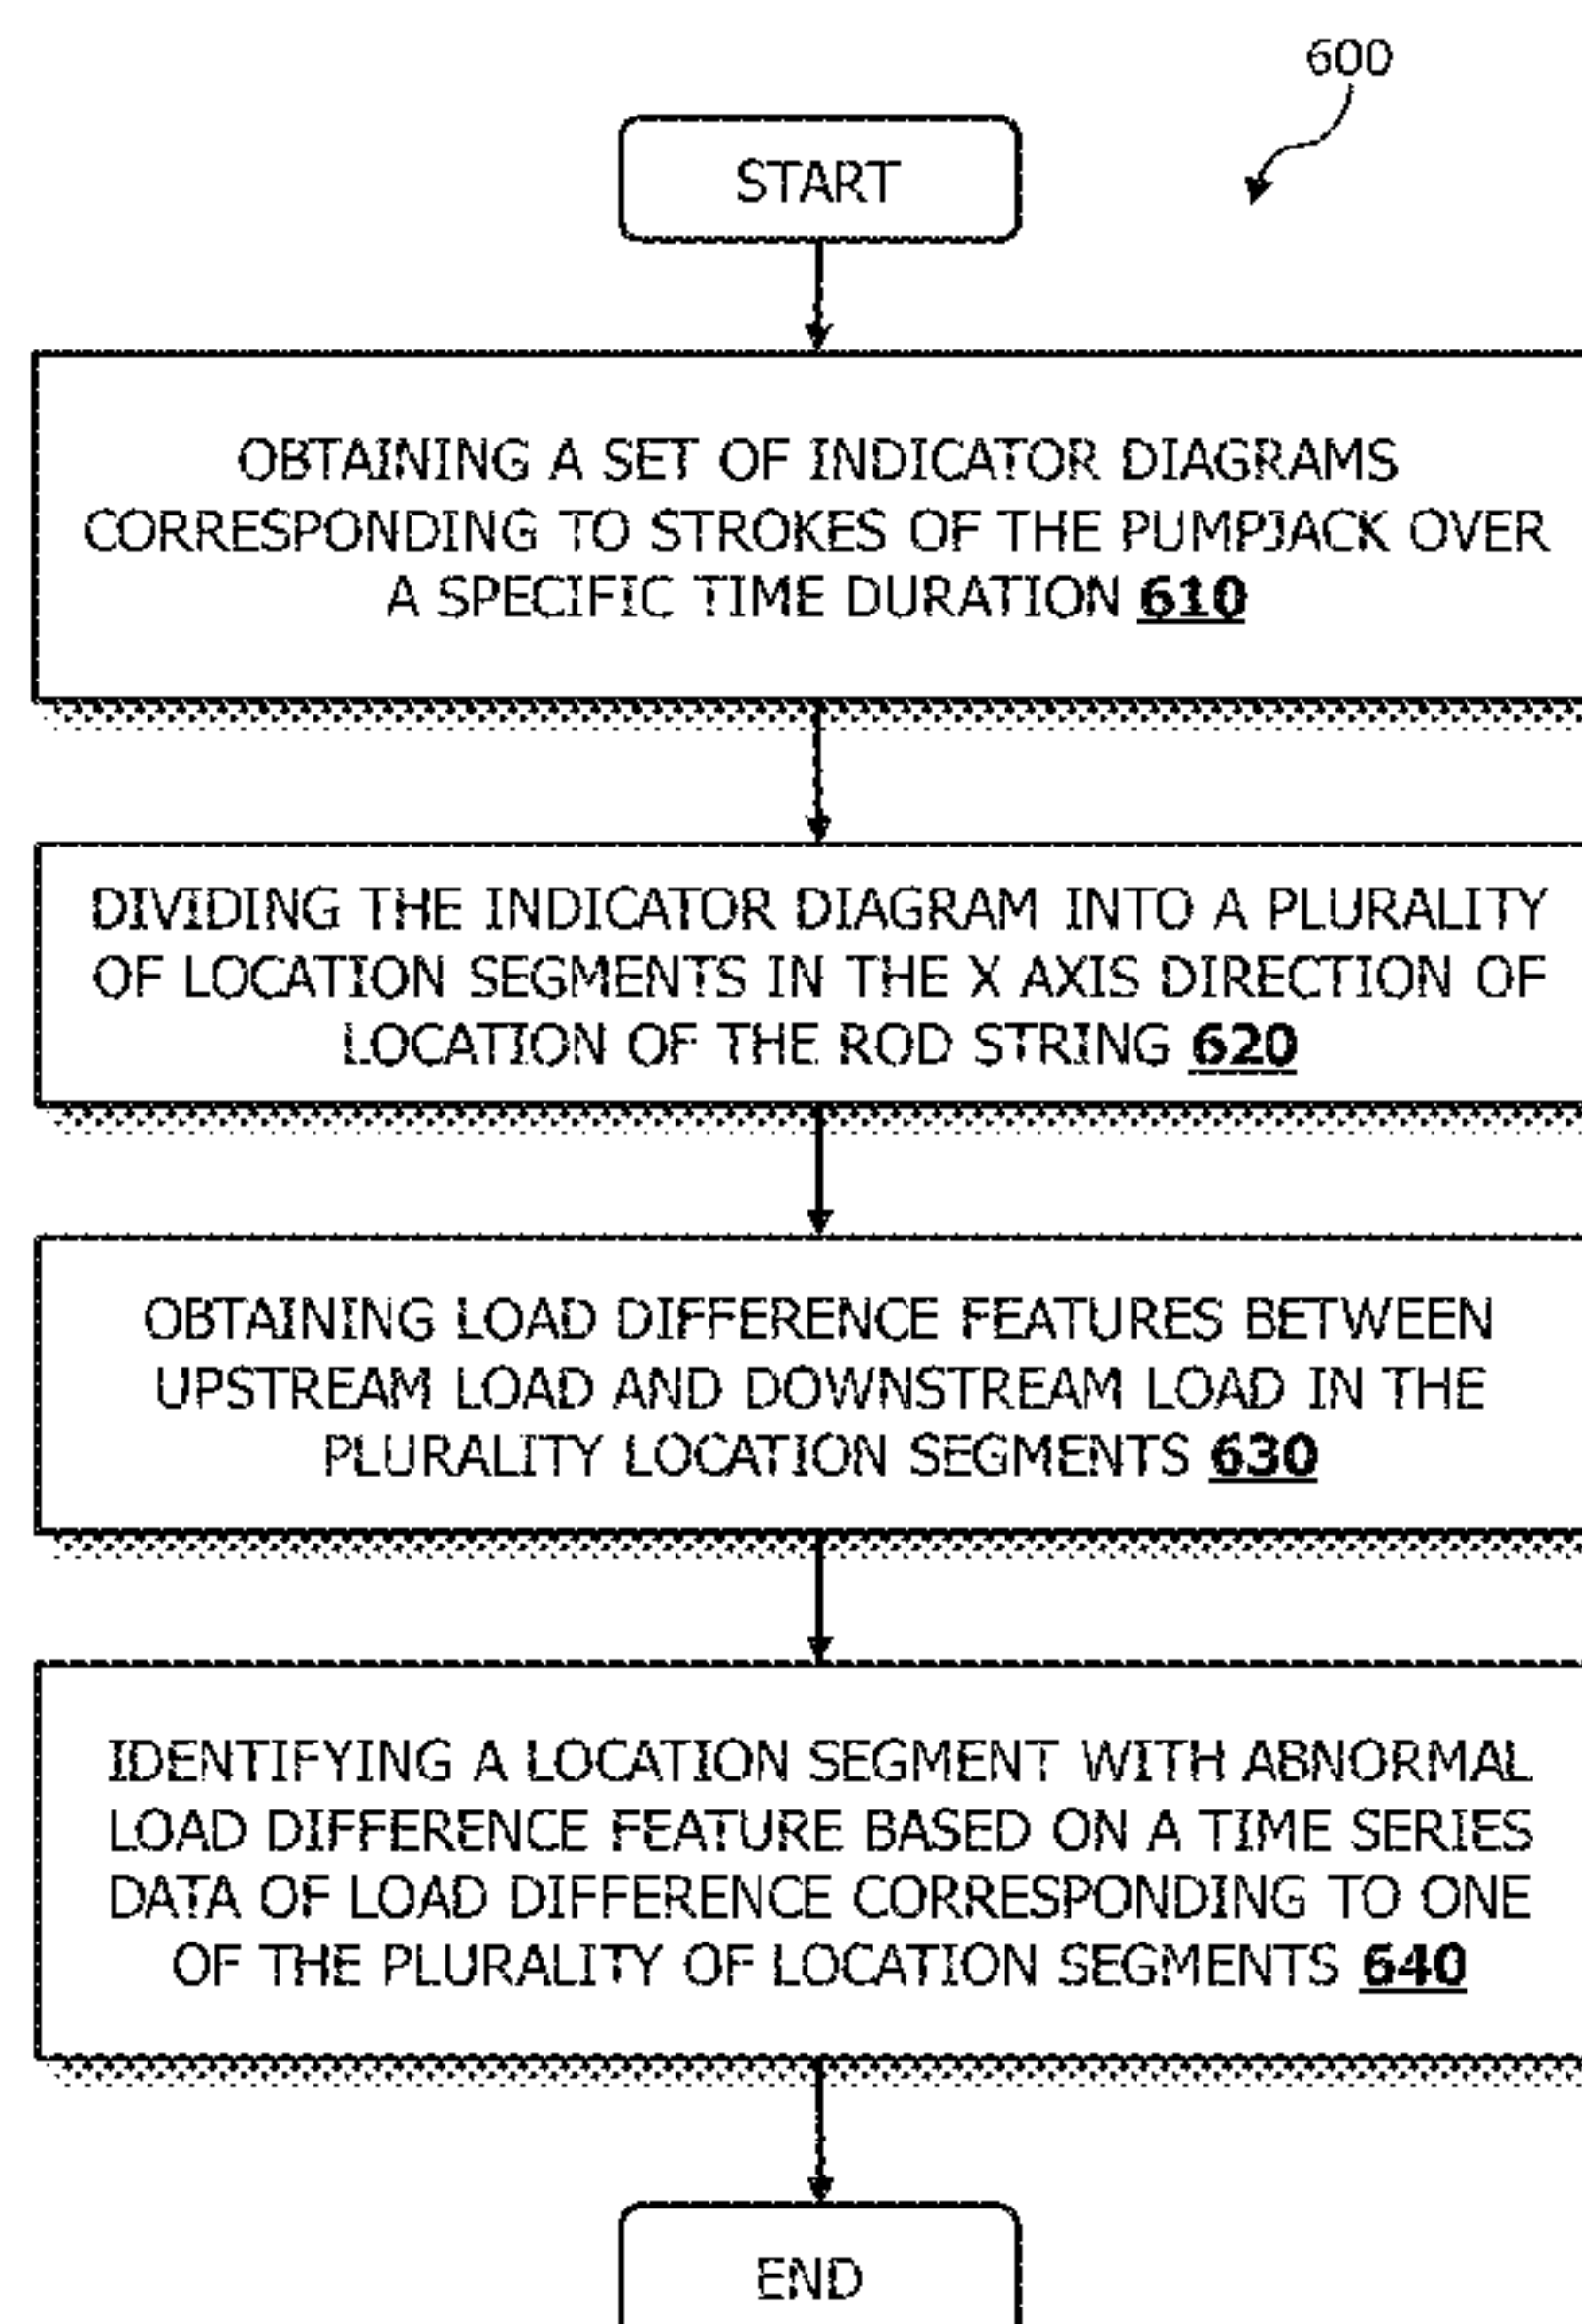 600
START
OBTAINING A SET OF INDICATOR DIAGRAMS
CORRESPONDING TO STROKES OF THE PUMPJACK OVER
A SPECIFIC TIME DURATION 610
DIVIDING THE INDICATOR DIAGRAM INTO A PLURALITY
OF LOCATION SEGMENTS IN THE X AXIS DIRECTION OF
LOCATION OF THE ROD STRING 620
OBTAINING LOAD DIFFERENCE FEATURES BETWEEN
UPSTREAM LOAD AND DOWNSTREAM LOAD IN THE
PLURALITY LOCATION SEGMENTS 630
IDENTIFYING A LOCATION SEGMENT WITH ABNORMAL
LOAD DIFFERENCE FEATURE BASED ON A TIME SERIES
DATA OF LOAD DIFFERENCE CORRESPONDING TO ONE
OF THE PLURALITY OF LOCATION SEGMENTS 640
END